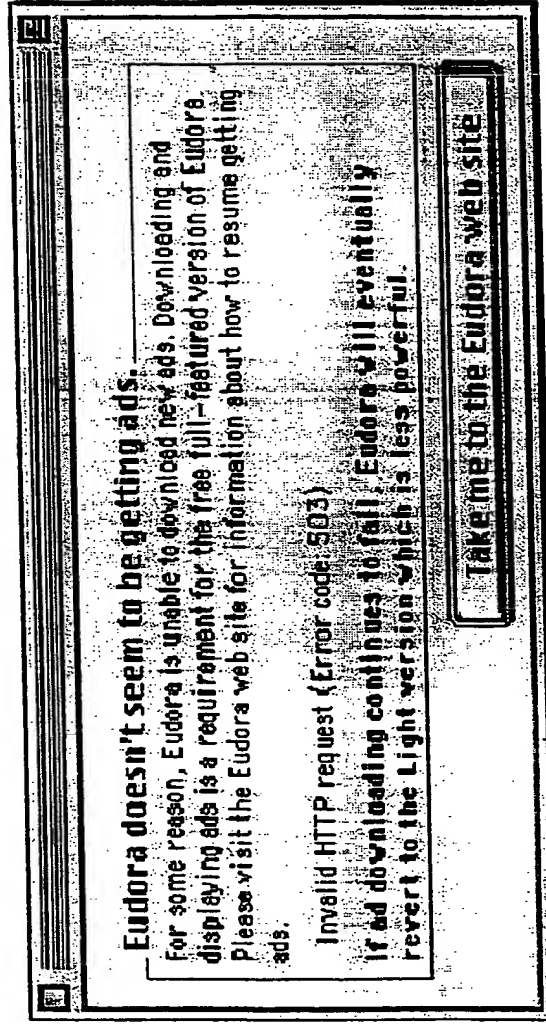 Eudora doesn't seem to be getting ads.
For some reason, Eudora is unable to download new ads. Downloading and
displaying ads is a requirement for the free full-featured version of Eudora.
Please visit the Eudora web site for information about how to resume getting
ads.
Invalid HTTP request (Error code: 503)
If ad downloading continues to fail, Eudora will eventually
revert to the Light version which is less powerful.
Take me to the Eudora web site